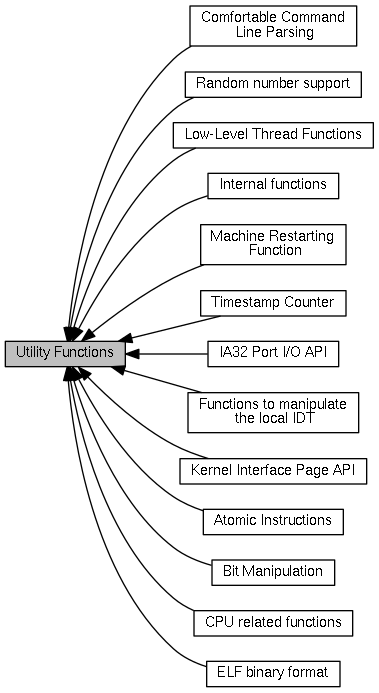 Comfortable Command
Line Parsing
Random number support
Low-Level Thread Functions
Internal functions
Machine Restarting
Function
Timestamp Counter
Utility Functions
IA32 Port I/O API
Functions to manipulate
the local IDT
Kernel Interface Page API
Atomic Instructions
Bit Manipulation
CPU related functions
ELF binary format